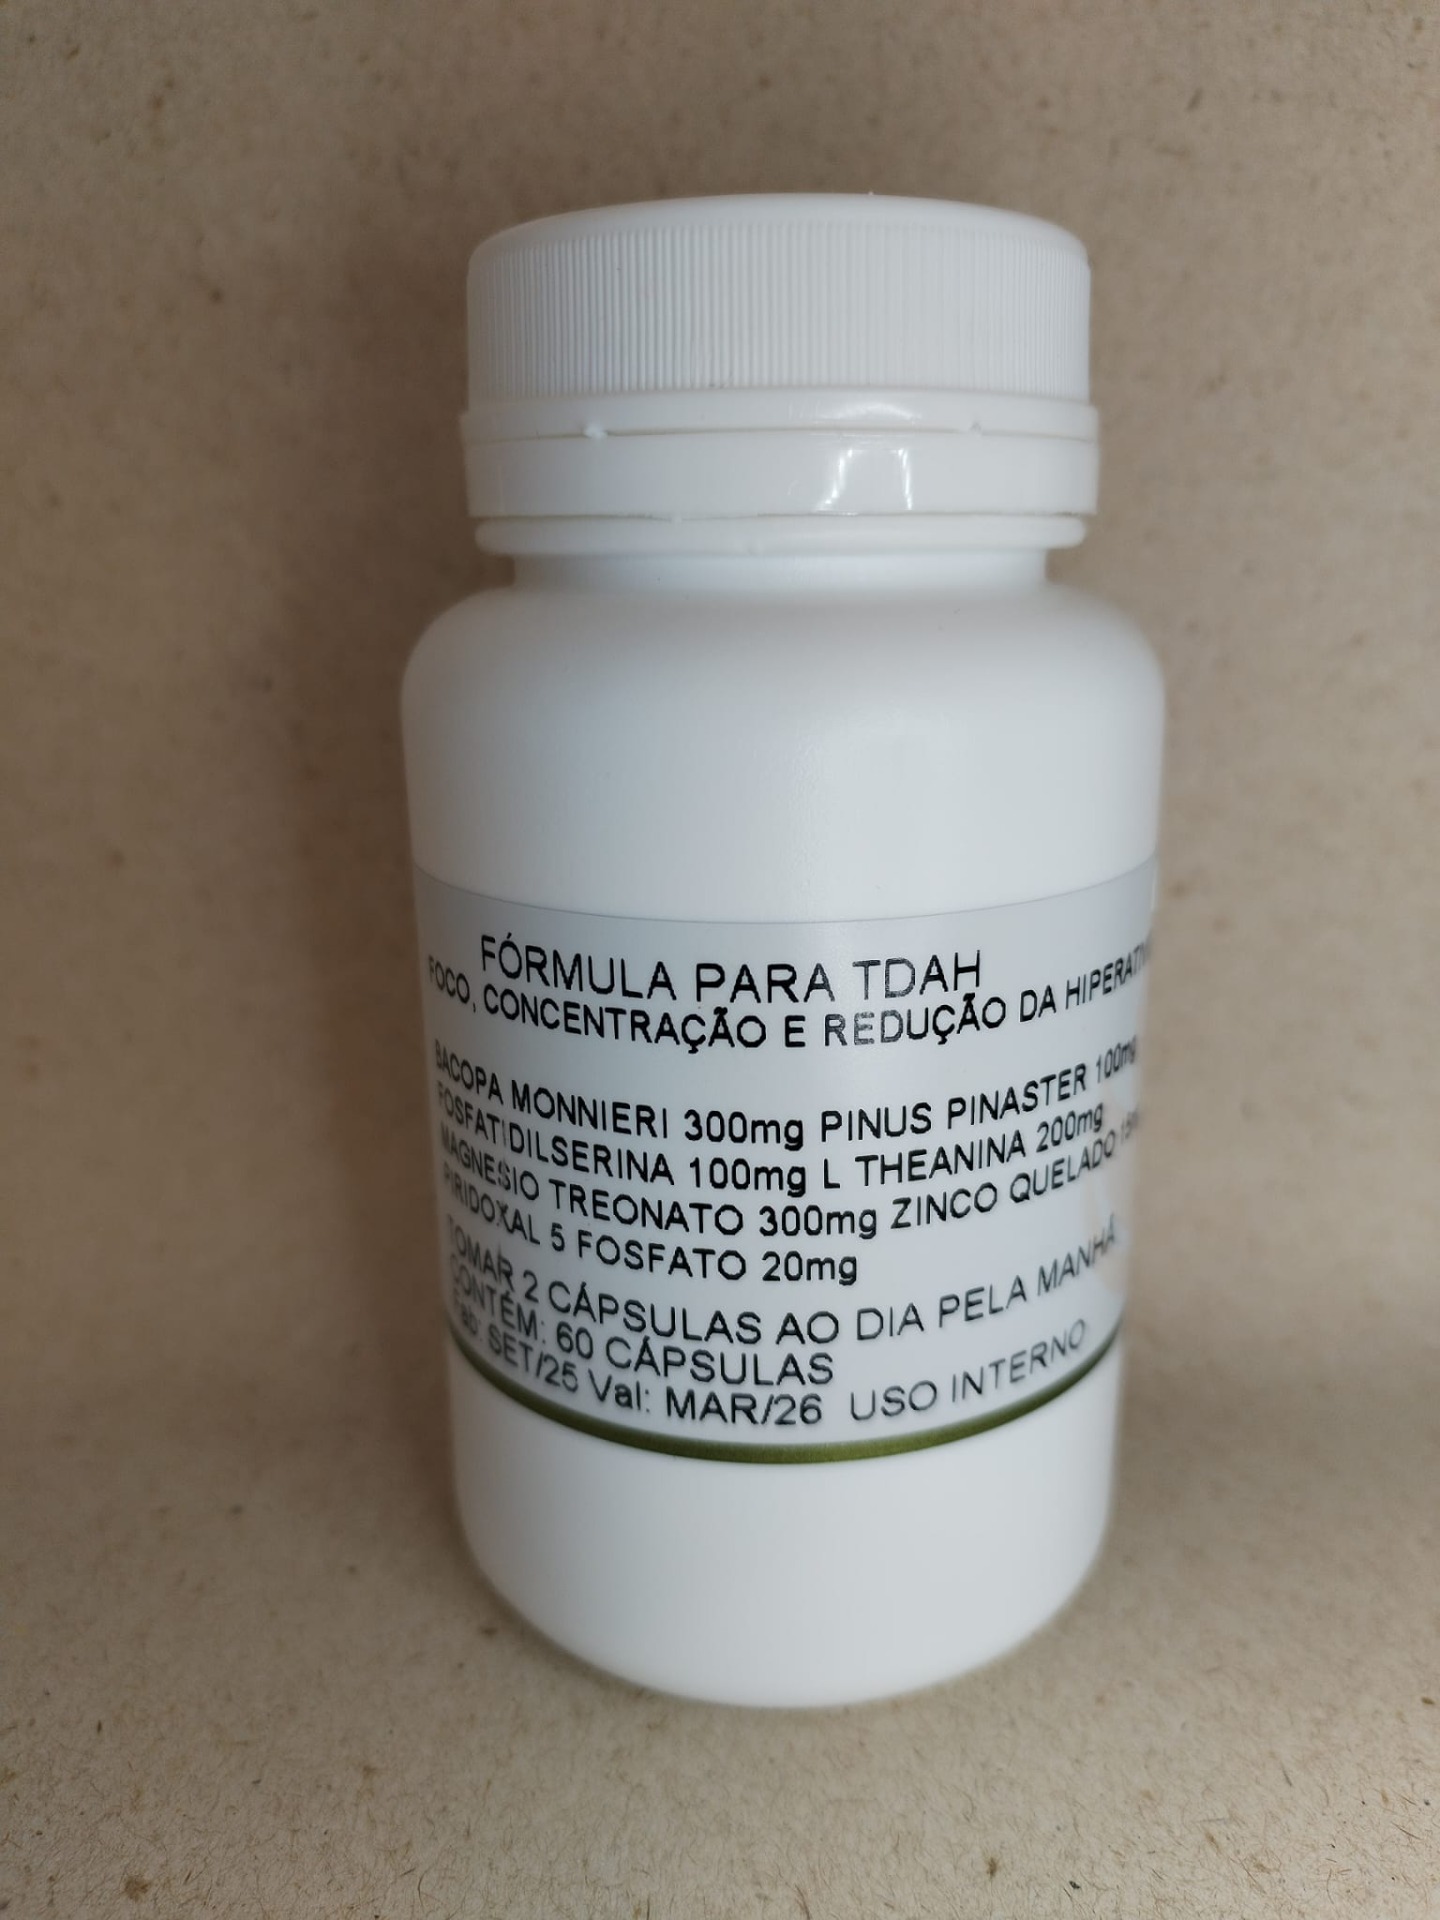 FÓRMULA PARA TDAH
FOCO, CONCENTRAÇÃO E REDUÇÃO DA
BACOPA MONNIERI 300mg PINUS PINASTER 100mg
FOSFATIDILSERINA 100mg L THEANINA 200mg
MAGNESIO TREONATO 300mg ZINCO QUELADO
PIRIDOXAL 5 FOSFATO 20mg
TOMAR 2 CÁPSULAS AO DIA PELA MANHÃ
CONTÉM: 60 CÁPSULAS
Fab: SET/25 Val: MAR/26 USO INTERNO